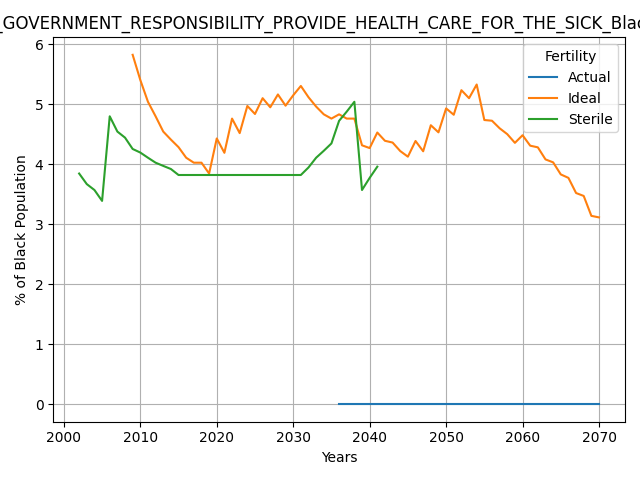 _GOVERNMENT_RESPONSIBILITY_PROVIDE_HEALTH_CARE_FOR_THE_SICK_Blac
Fertility
Actual
Ideal
Sterile
6
5
4
3
2
1
0
% of Black Population
2000 2010 2020 2030 2040 2050 2060 2070
Years